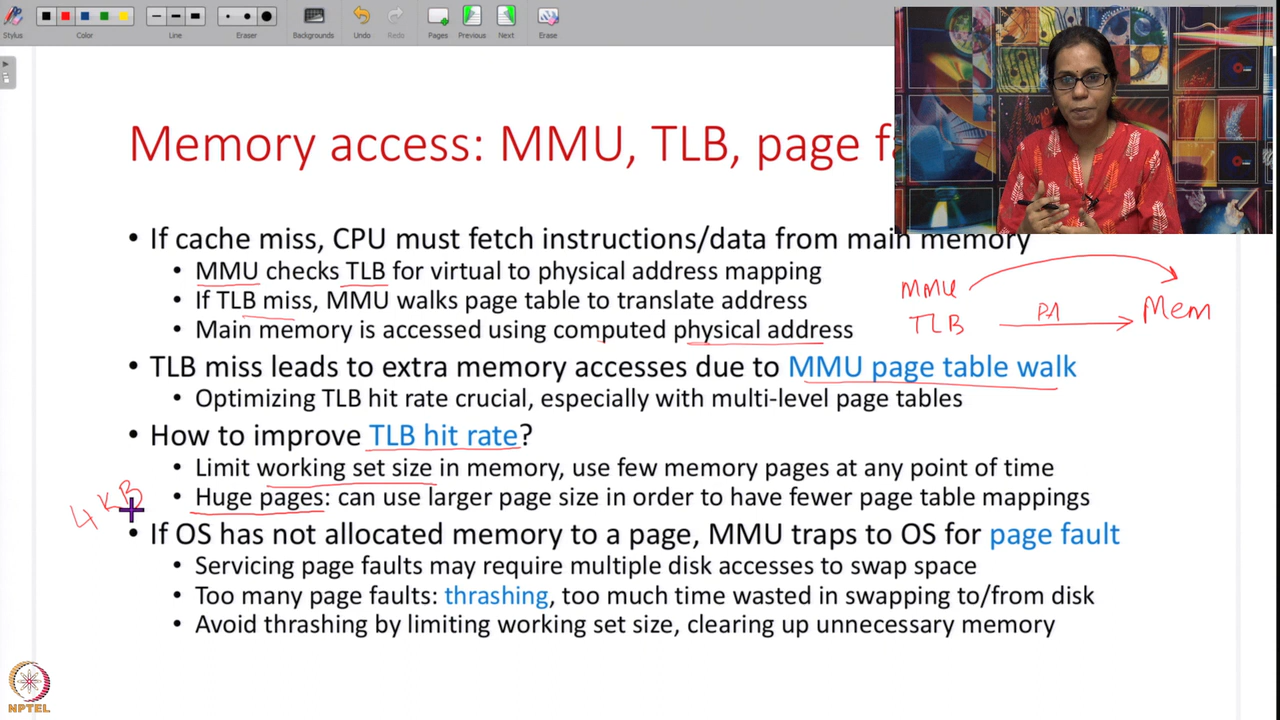 Stylus
Color
Line
Eraser
Backgrounds
Undo
Redo
Pages
Previous
Next
Erase
Memory access: MMU, TLB, page fa
• If cache miss, CPU must fetch instructions/data from main memory
• MMU checks TLB for virtual to physical address mapping
• If TLB miss, MMU walks page table to translate address
• Main memory is accessed using computed physical address
MMU
TLB
PA
Mem
• TLB miss leads to extra memory accesses due to MMU page table walk
• Optimizing TLB hit rate crucial, especially with multi-level page tables
• How to improve TLB hit rate?
• Limit working set size in memory, use few memory pages at any point of time
• Huge pages: can use larger page size in order to have fewer page table mappings
4KB
• If OS has not allocated memory to a page, MMU traps to OS for page fault
• Servicing page faults may require multiple disk accesses to swap space
• Too many page faults: thrashing, too much time wasted in swapping to/from disk
• Avoid thrashing by limiting working set size, clearing up unnecessary memory
NPTEL